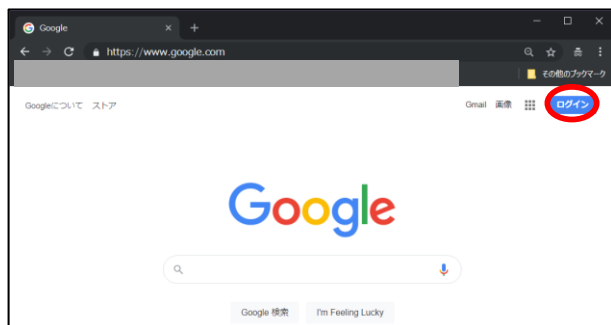 Google
https://www.google.com
その他のブックマーク
Googleについて ストア
Gmail 画像
ログイン
Google
Google 検索 I'm Feeling Lucky